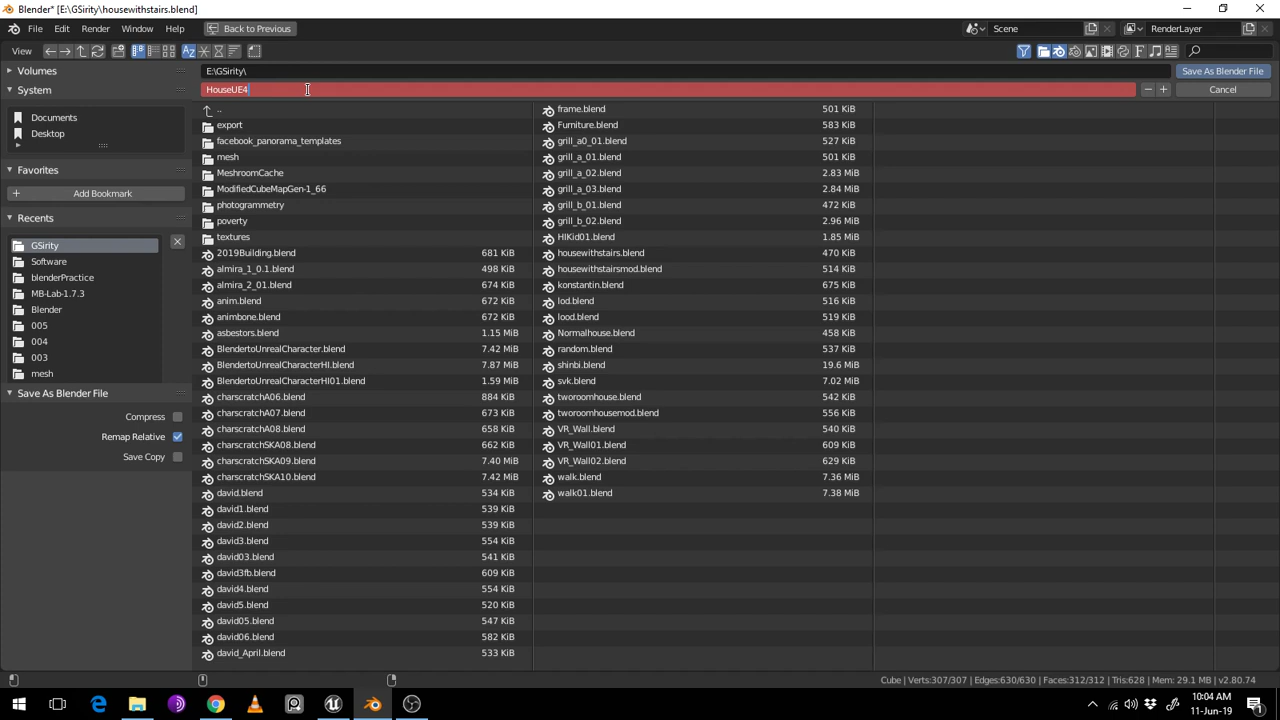 Blender* [E:\GSirity\housewithstairs.blend]
File Edit Render Window Help Back to Previous Scene RenderLayer
View
Volumes
System
Documents
Desktop
Favorites
Add Bookmark
Recents
GSirity
Software
blenderPractice
MB-Lab-1.7.3
Blender
005
004
003
mesh
Save As Blender File
Compress
Remap Relative
Save Copy
E:\GSirity\ Save As Blender File
HouseUE4 Cancel
..
export
facebook_panorama_templates
mesh
MeshroomCache
ModifiedCubeMapGen-1_66
photogrammetry
poverty
textures
2019Building.blend 681 KiB
almira_1_0.1.blend 498 KiB
almira_2_01.blend 674 KiB
anim.blend 672 KiB
animbone.blend 672 KiB
asbestors.blend 1.15 MiB
BlendertoUnrealCharacter.blend 7.42 MiB
BlendertoUnrealCharacterHI.blend 7.87 MiB
BlendertoUnrealCharacterHI01.blend 1.59 MiB
charscratchA06.blend 884 KiB
charscratchA07.blend 673 KiB
charscratchA08.blend 658 KiB
charscratchSKA08.blend 662 KiB
charscratchSKA09.blend 7.40 MiB
charscratchSKA10.blend 7.42 MiB
david.blend 534 KiB
david1.blend 539 KiB
david2.blend 539 KiB
david3.blend 554 KiB
david03.blend 541 KiB
david3fb.blend 609 KiB
david4.blend 554 KiB
david5.blend 520 KiB
david05.blend 547 KiB
david06.blend 582 KiB
david_April.blend 533 KiB
frame.blend 501 KiB
Furniture.blend 583 KiB
grill_a0_01.blend 527 KiB
grill_a_01.blend 501 KiB
grill_a_02.blend 2.83 MiB
grill_a_03.blend 2.84 MiB
grill_b_01.blend 472 KiB
grill_b_02.blend 2.96 MiB
HIKid01.blend 1.85 MiB
housewithstairs.blend 470 KiB
housewithstairsmod.blend 514 KiB
konstantin.blend 675 KiB
lod.blend 516 KiB
lood.blend 519 KiB
Normalhouse.blend 458 KiB
random.blend 537 KiB
shinbi.blend 19.6 MiB
svk.blend 7.02 MiB
tworoomhouse.blend 542 KiB
tworoomhousemod.blend 556 KiB
VR_Wall.blend 540 KiB
VR_Wall01.blend 609 KiB
VR_Wall02.blend 629 KiB
walk.blend 7.36 MiB
walk01.blend 7.38 MiB
Cube | Verts:307/307 | Edges:630/630 | Faces:312/312 | Tris:628 | Mem: 29.1 MB | v2.80.74
10:04 AM
11-Jun-19